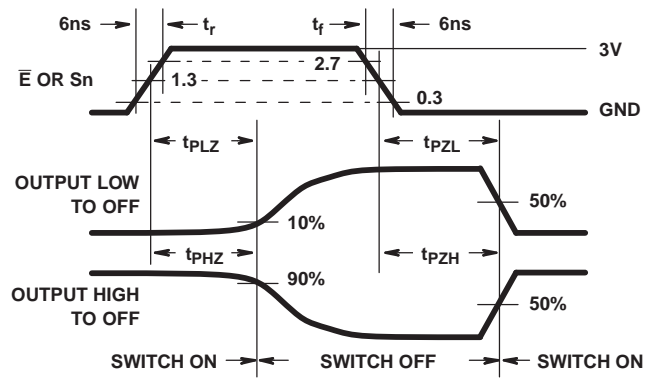 6ns tr tf 6ns
3V
2.7
E̅ OR Sn 1.3
0.3
GND
tPLZ tPZL
OUTPUT LOW
TO OFF
50%
10%
tPHZ tPZH
90%
OUTPUT HIGH
TO OFF
50%
SWITCH ON SWITCH OFF SWITCH ON